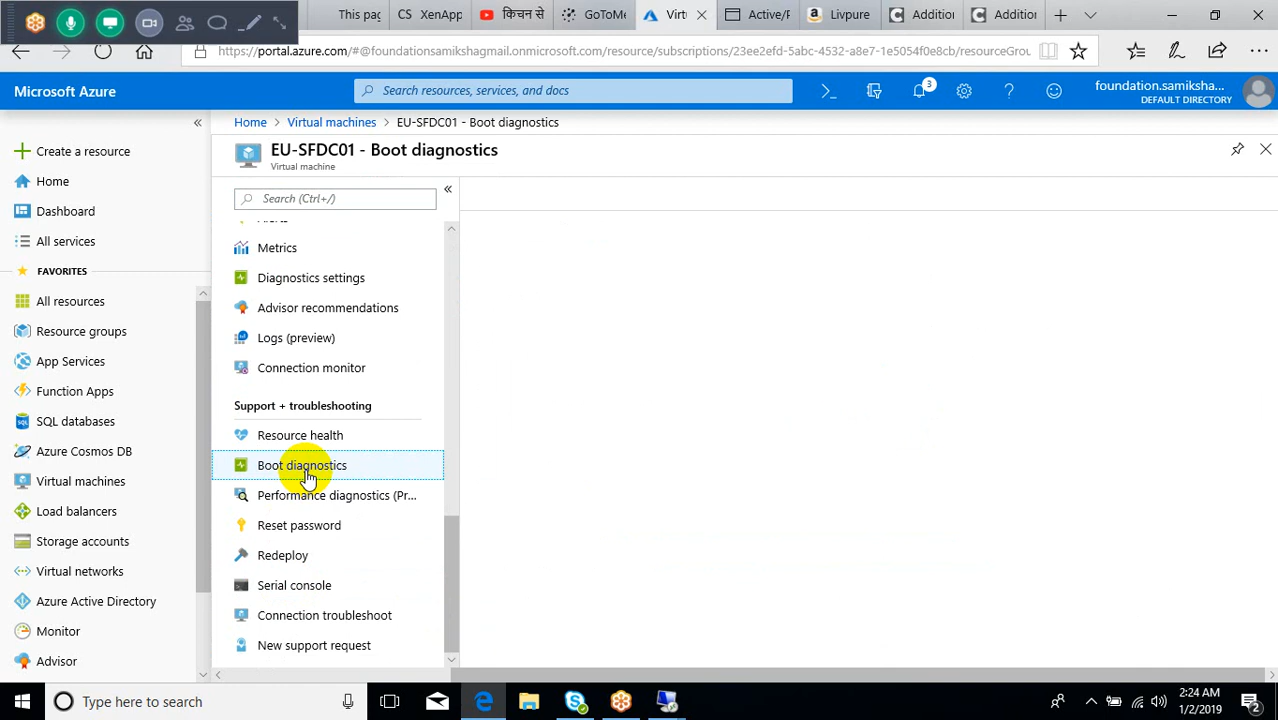 This pag
CS XenApp
किचन से
GoToMe
Virtu
Active/P
Livpure
Addition
Addition
https://portal.azure.com/#@foundationsamikshagmail.onmicrosoft.com/resource/subscriptions/23ee2efd-5abc-4532-a8e7-1e5054f0e8cb/resourceGrou
Microsoft Azure
Search resources, services, and docs
3
foundation.samiksha...
DEFAULT DIRECTORY
Home > Virtual machines > EU-SFDC01 - Boot diagnostics
EU-SFDC01 - Boot diagnostics
Virtual machine
Create a resource
Home
Dashboard
All services
FAVORITES
All resources
Resource groups
App Services
Function Apps
SQL databases
Azure Cosmos DB
Virtual machines
Load balancers
Storage accounts
Virtual networks
Azure Active Directory
Monitor
Advisor
Search (Ctrl+/)
Alerts
Metrics
Diagnostics settings
Advisor recommendations
Logs (preview)
Connection monitor
Support + troubleshooting
Resource health
Boot diagnostics
Performance diagnostics (Pr...
Reset password
Redeploy
Serial console
Connection troubleshoot
New support request
Type here to search
2:24 AM
1/2/2019
2